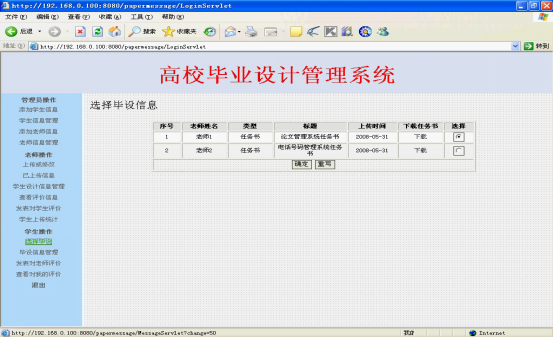 http://192.168.0.100:8080/papermessage/LoginServlet
文件(F) 编辑(E) 查看(V) 收藏(A) 工具(T) 帮助(H)
后退 搜索 收藏夹
地址(D) http://192.168.0.100:8080/papermessage/LoginServlet 转到
高校毕业设计管理系统
管理员操作
添加学生信息
学生信息管理
添加老师信息
老师信息管理
老师操作
上传或修改
已上传信息
学生设计信息管理
查看评价信息
发表对学生评价
学生上传统计
学生操作
选择毕设
毕设信息管理
发表对老师评价
查看对我的评价
退出
选择毕设信息
序号 老师姓名 类型 标题 上传时间 下载任务书 选择
1 老师1 任务书 论文管理系统任务书 2008-05-31 下载
2 老师2 任务书 电话号码管理系统任务书 2008-05-31 下载
确定 重写
http://192.168.0.100:8080/papermessage/MessageServlet?change=50 Internet